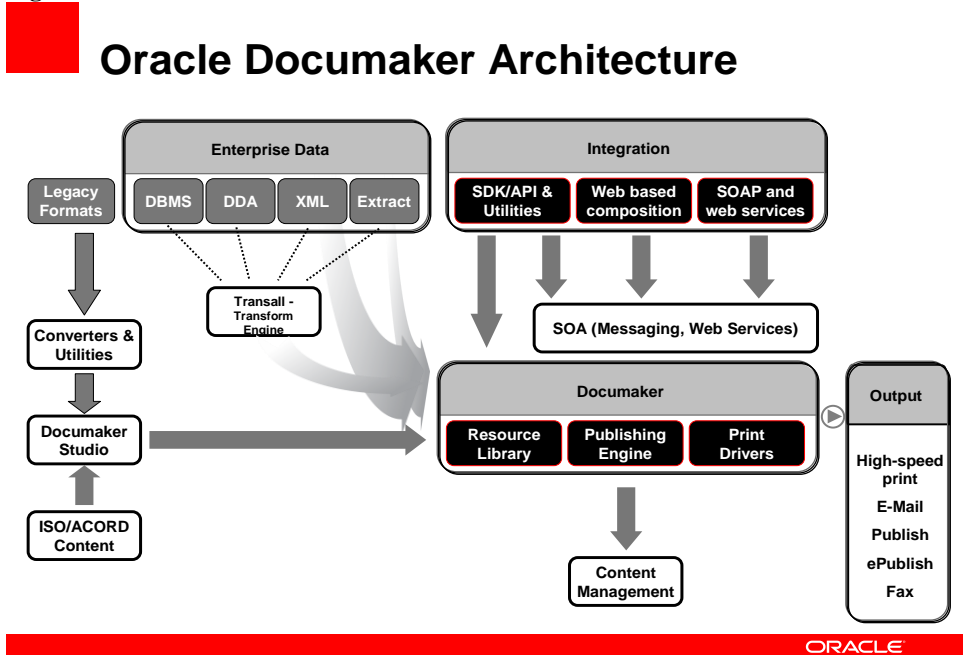 Oracle Documaker Architecture
Enterprise Data
Integration
Legacy
Formats
DBMS
DDA
XML
Extract
SDK/API &
Utilities
Web based
composition
SOAP and
web services
Transall -
Transform
Engine
SOA (Messaging, Web Services)
Converters &
Utilities
Documaker
Output
Documaker
Studio
Resource
Library
Publishing
Engine
Print
Drivers
High-speed
print
E-Mail
Publish
ePublish
Fax
ISO/ACORD
Content
Content
Management
ORACLE